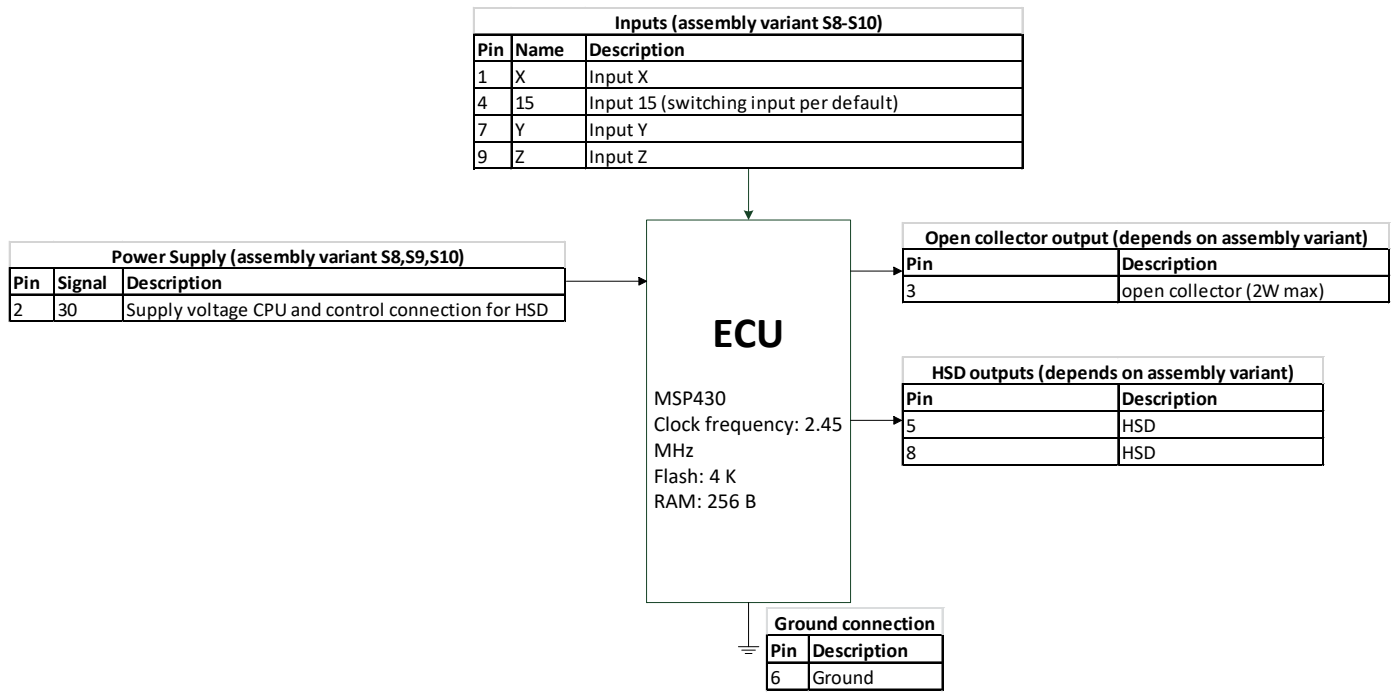 Inputs (assembly variant S8-S10)
Pin Name Description
1 X Input X
4 15 Input 15 (switching input per default)
7 Y Input Y
9 Z Input Z
Power Supply (assembly variant S8,S9,S10)
Pin Signal Description
2 30 Supply voltage CPU and control connection for HSD
ECU
MSP430
Clock frequency: 2.45
MHz
Flash: 4 K
RAM: 256 B
Open collector output (depends on assembly variant)
Pin Description
3 open collector (2W max)
HSD outputs (depends on assembly variant)
Pin Description
5 HSD
8 HSD
Ground connection
Pin Description
6 Ground